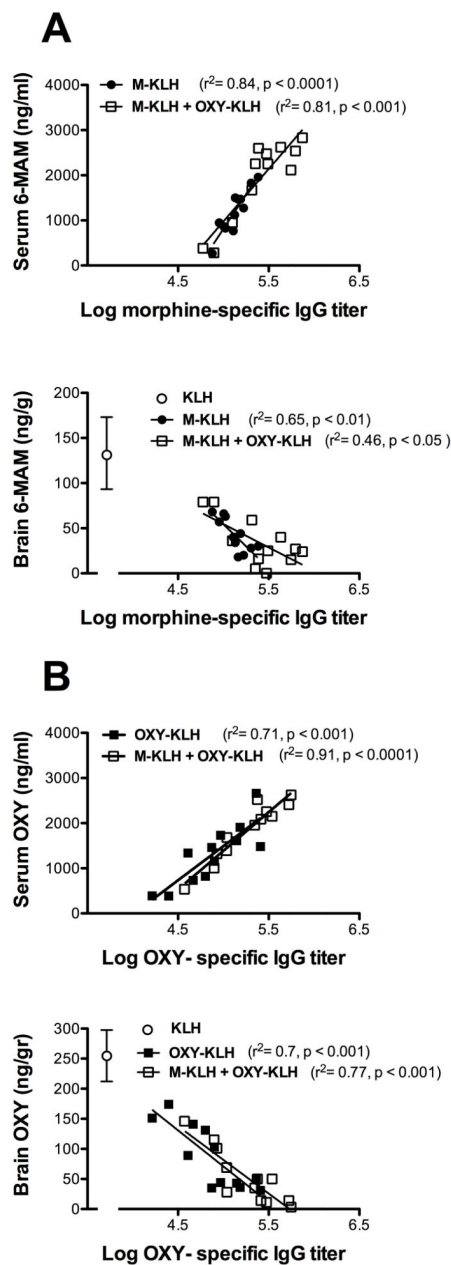 A
M-KLH (r²= 0.84, p < 0.0001)
M-KLH + OXY-KLH (r²= 0.81, p < 0.001)
Serum 6-MAM (ng/ml)
4000
3000
2000
1000
0
4.5 5.5 6.5
Log morphine-specific IgG titer
KLH
M-KLH (r²= 0.65, p < 0.01)
M-KLH + OXY-KLH (r²= 0.46, p < 0.05 )
Brain 6-MAM (ng/g)
200
150
100
50
0
4.5 5.5 6.5
Log morphine-specific IgG titer
B
OXY-KLH (r²= 0.71, p < 0.001)
M-KLH + OXY-KLH (r²= 0.91, p < 0.0001)
Serum OXY (ng/ml)
4000
3000
2000
1000
0
4.5 5.5 6.5
Log OXY- specific IgG titer
KLH
OXY-KLH (r²= 0.7, p < 0.001)
M-KLH + OXY-KLH (r²= 0.77, p < 0.001)
Brain OXY (ng/gr)
300
250
200
150
100
50
0
4.5 5.5 6.5
Log OXY- specific IgG titer